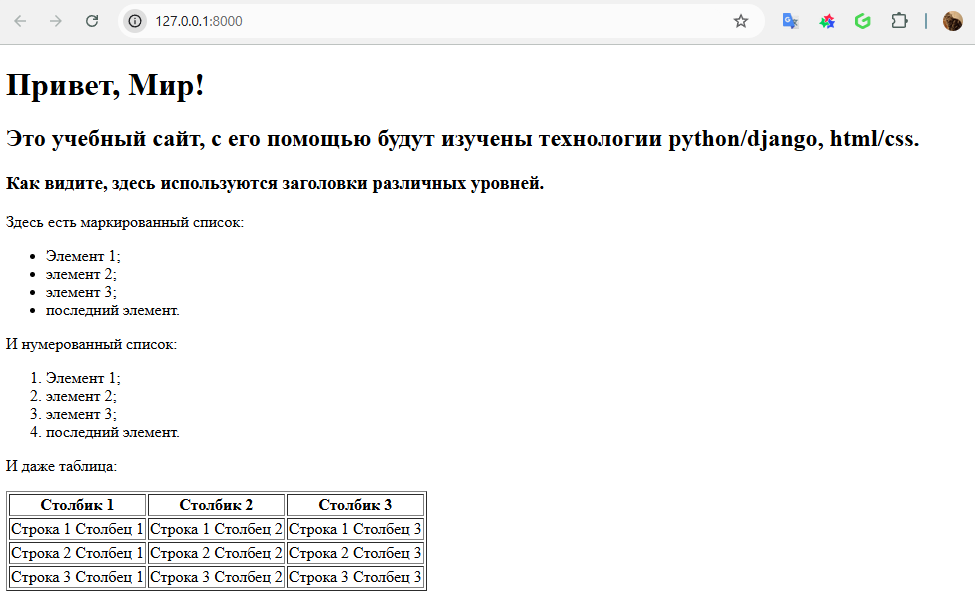 127.0.0.1:8000
Привет, Мир!
Это учебный сайт, с его помощью будут изучены технологии python/django, html/css.
Как видите, здесь используются заголовки различных уровней.
Здесь есть маркированный список:
• Элемент 1;
• элемент 2;
• элемент 3;
• последний элемент.
И нумерованный список:
1. Элемент 1;
2. элемент 2;
3. элемент 3;
4. последний элемент.
И даже таблица:
Столбик 1 Столбик 2 Столбик 3
Строка 1 Столбец 1 Строка 1 Столбец 2 Строка 1 Столбец 3
Строка 2 Столбец 1 Строка 2 Столбец 2 Строка 2 Столбец 3
Строка 3 Столбец 1 Строка 3 Столбец 2 Строка 3 Столбец 3